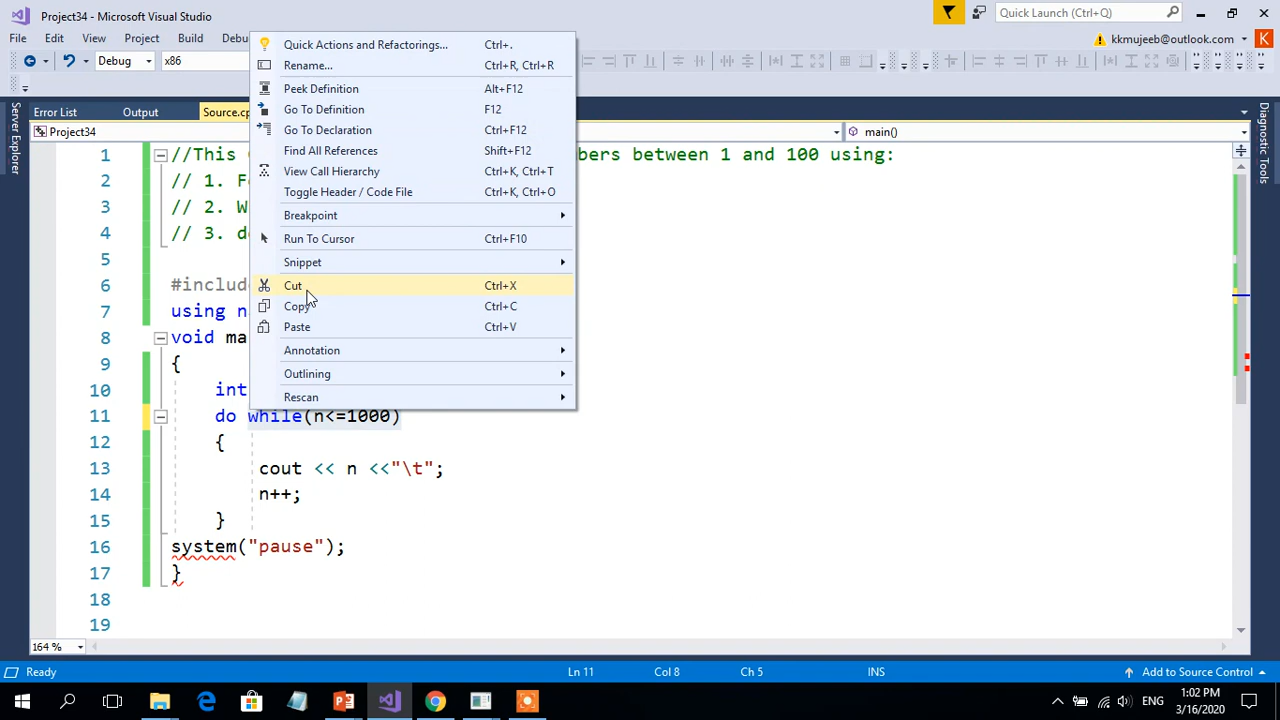 Project34 - Microsoft Visual Studio
Quick Launch (Ctrl+Q)
File Edit View Project Build Debu
kkmujeeb@outlook.com K
Debug x86
Error List Output Source.cp
Project34 main()
Server Explorer
Diagnostic Tools
Quick Actions and Refactorings... Ctrl+.
Rename... Ctrl+R, Ctrl+R
Peek Definition Alt+F12
Go To Definition F12
Go To Declaration Ctrl+F12
Find All References Shift+F12
View Call Hierarchy Ctrl+K, Ctrl+T
Toggle Header / Code File Ctrl+K, Ctrl+O
Breakpoint
Run To Cursor Ctrl+F10
Snippet
Cut Ctrl+X
Copy Ctrl+C
Paste Ctrl+V
Annotation
Outlining
Rescan
1 //This mbers between 1 and 100 using:
2 // 1. F
3 // 2. W
4 // 3. d
5
6 #includ
7 using n
8 void ma
9 {
10 int
11 do while(n<=1000)
12 {
13 cout << n <<"\t";
14 n++;
15 }
16 system("pause");
17 }
18
19
164 %
Ready Ln 11 Col 8 Ch 5 INS Add to Source Control
ENG 1:02 PM
3/16/2020